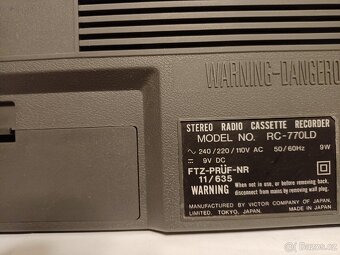 WARNING-DANGERO
STEREO RADIO CASSETTE RECORDER
MODEL NO. RC-770LD
~ 240/220/110V AC 50/60Hz 9W
⎓ 9V DC
FTZ-PRÜF-NR
11/635
WARNING When not in use, or before removing back,
disconnect from mains by removing wall plug.
MANUFACTURED BY VICTOR COMPANY OF JAPAN,
LIMITED. TOKYO, JAPAN. MADE IN JAPAN
sbazos.cz